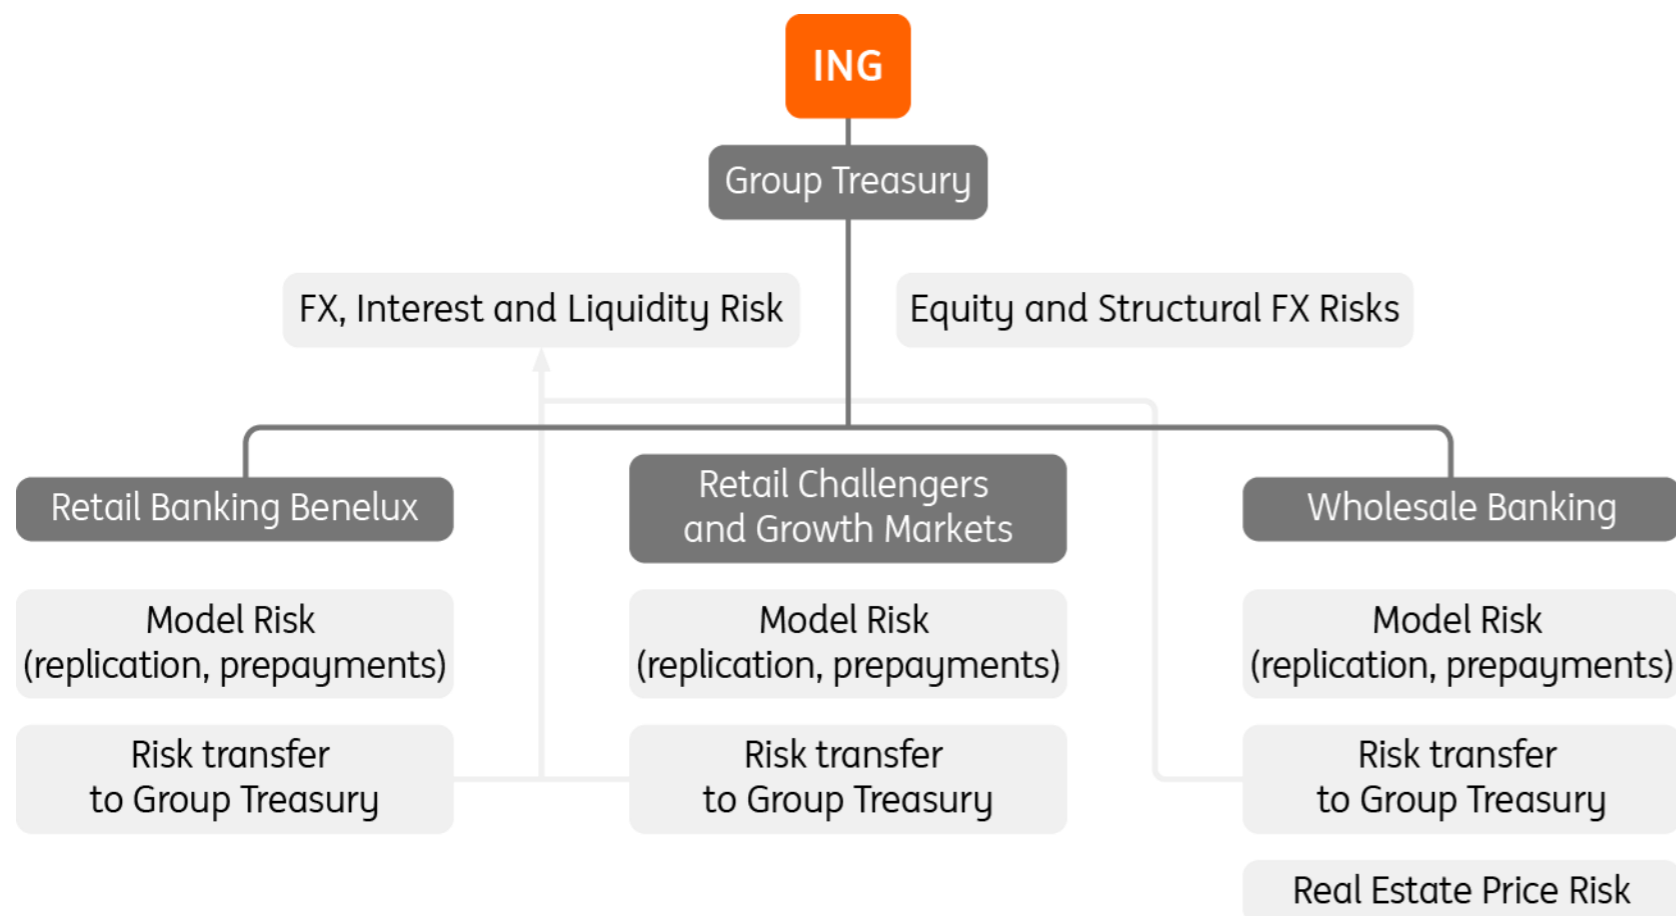 ING
Group Treasury
FX, Interest and Liquidity Risk
Equity and Structural FX Risks
Retail Banking Benelux
Retail Challengers
and Growth Markets
Wholesale Banking
Model Risk
(replication, prepayments)
Model Risk
(replication, prepayments)
Model Risk
(replication, prepayments)
Risk transfer
to Group Treasury
Risk transfer
to Group Treasury
Risk transfer
to Group Treasury
Real Estate Price Risk